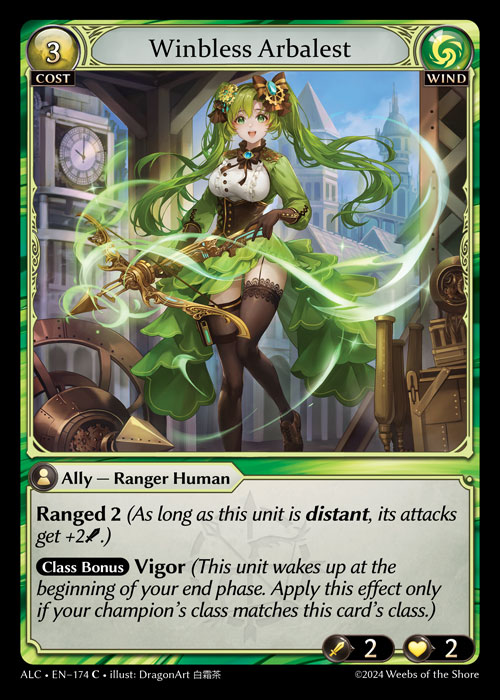 3
Winbless Arbalest
COST
WIND
Ally — Ranger Human
Ranged 2 (As long as this unit is distant, its attacks
get +2.)
Class Bonus Vigor (This unit wakes up at the
beginning of your end phase. Apply this effect only
if your champion's class matches this card's class.)
2
2
ALC • EN–174 C • illust: DragonArt 白霜茶
©2024 Weebs of the Shore